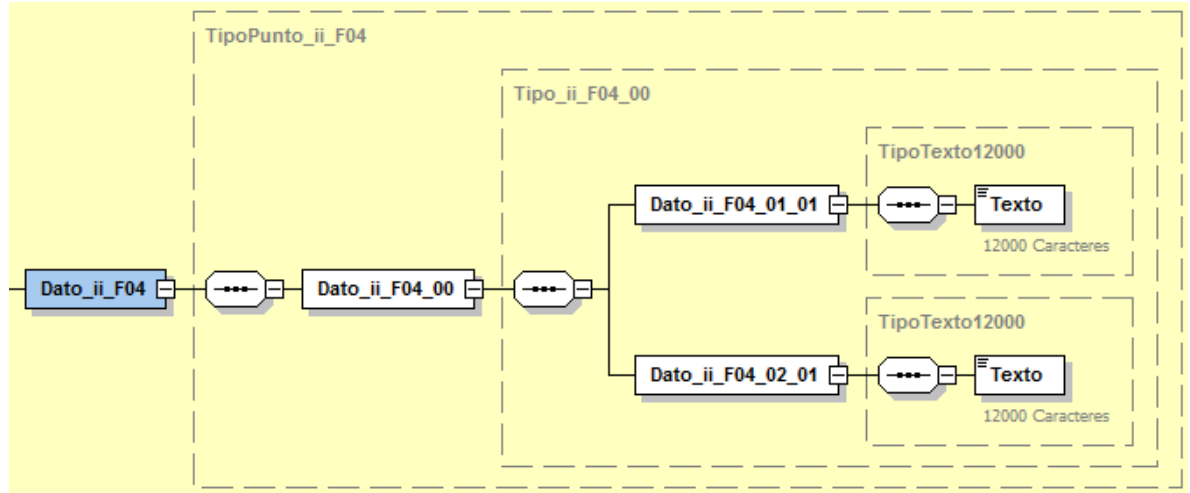 TipoPunto_ii_F04
Tipo_ii_F04_00
TipoTexto12000
Dato_ii_F04_01_01
Texto
12000 Caracteres
Dato_ii_F04
Dato_ii_F04_00
TipoTexto12000
Dato_ii_F04_02_01
Texto
12000 Caracteres